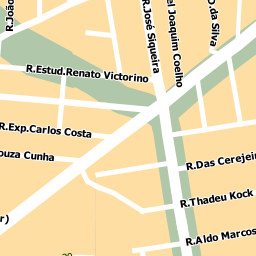 R.João
R.José Siqueira
el Joaquim Coelho
O.da Silva
R.Estud.Renato Victorino
R.Exp.Carlos Costa
ouza Cunha
R.Das Cerejei
R.Thadeu Kock
R.Aldo Marcos
r)